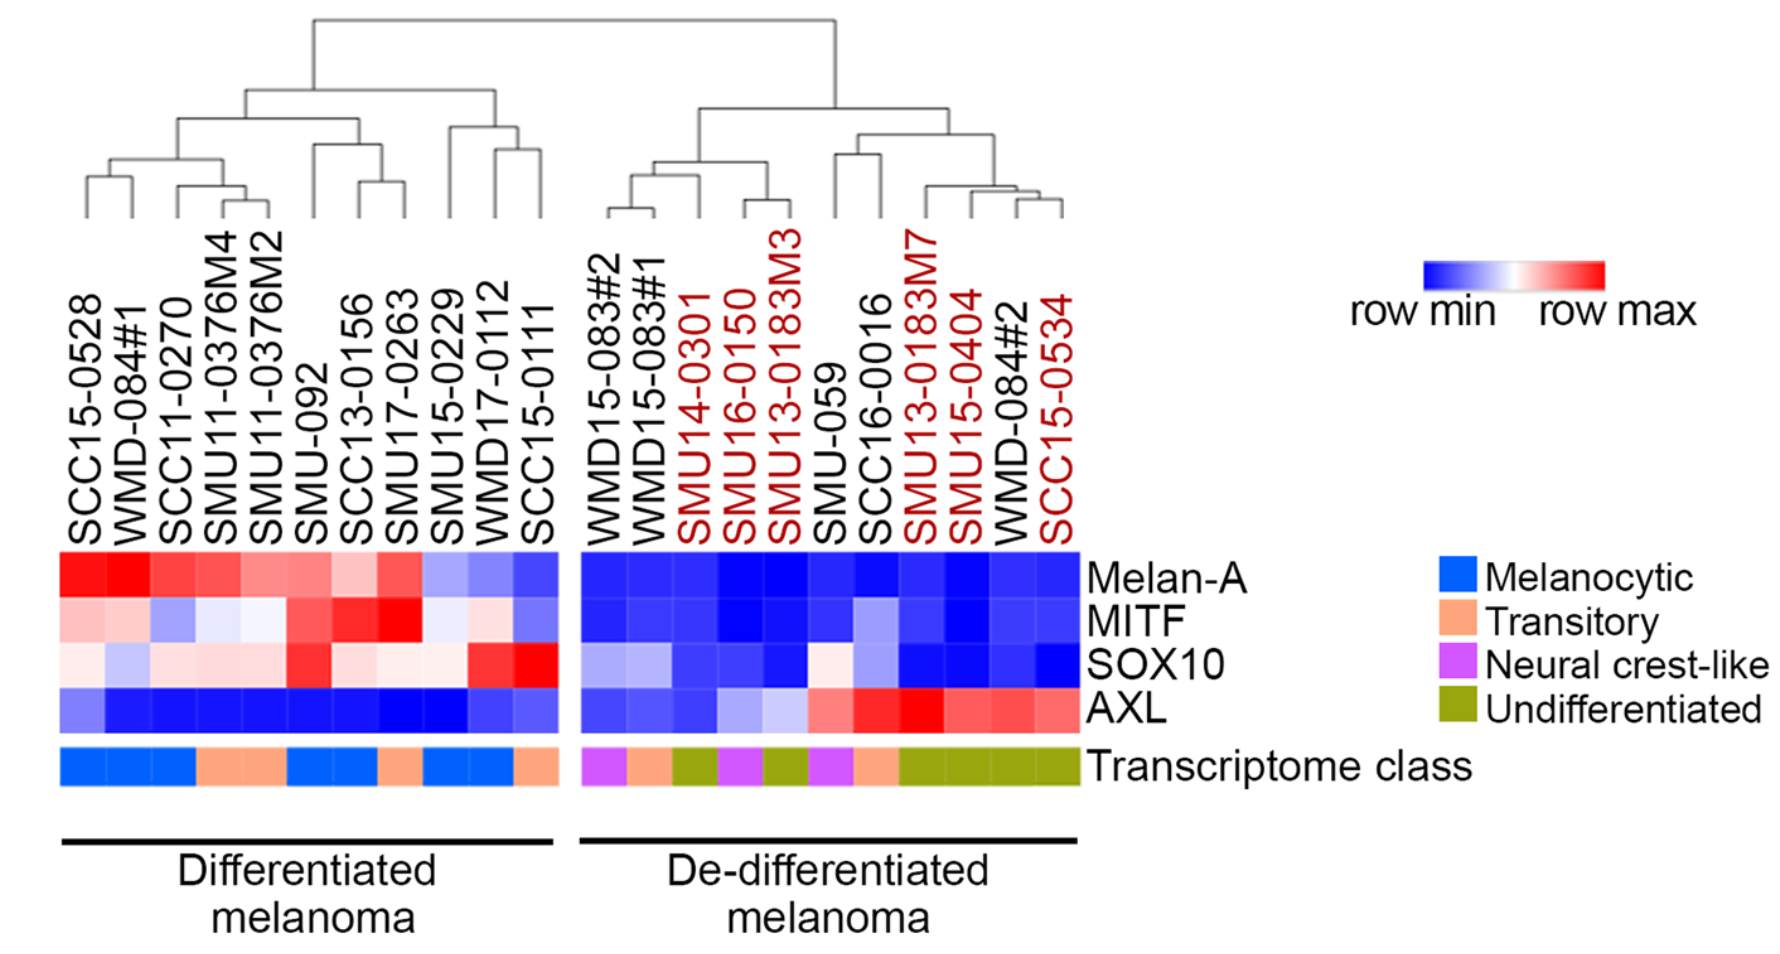 SCC15-0528
WMD-084#1
SCC11-0270
SMU11-0376M4
SMU11-0376M2
SMU-092
SCC13-0156
SMU17-0263
SMU15-0229
WMD17-0112
SCC15-0111
WMD15-083#2
WMD15-083#1
SMU14-0301
SMU16-0150
SMU13-0183M3
SMU-059
SCC16-0016
SMU13-0183M7
SMU15-0404
WMD-084#2
SCC15-0534
row min row max
Melan-A
MITF
SOX10
AXL
Transcriptome class
Melanocytic
Transitory
Neural crest-like
Undifferentiated
Differentiated
melanoma
De-differentiated
melanoma